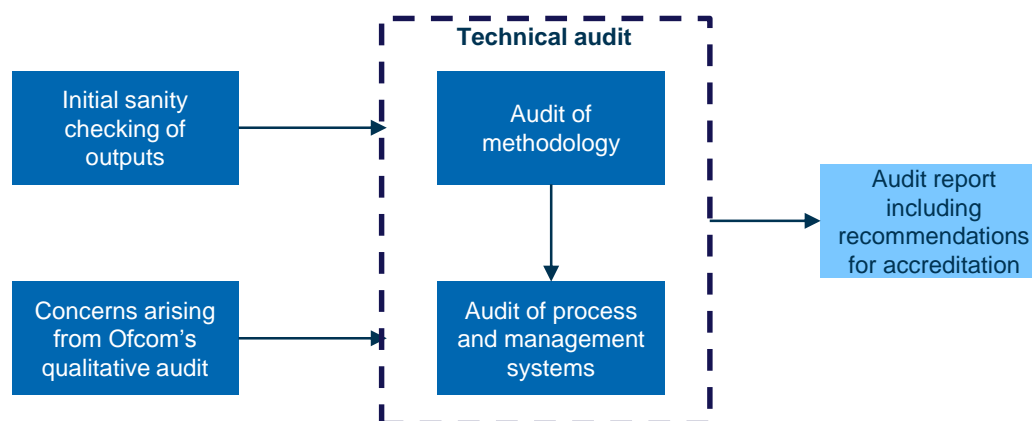 Technical audit
Initial sanity
checking of
outputs
Audit of
methodology
Audit report
including
recommendations
for accreditation
Concerns arising
from Ofcom's
qualitative audit
Audit of process
and management
systems